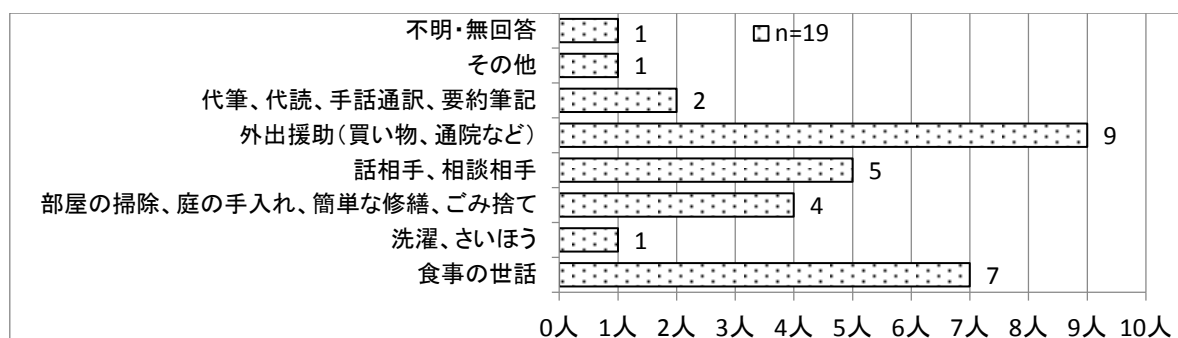 不明・無回答
1
n=19
その他
1
代筆、代読、手話通訳、要約筆記
2
外出援助（買い物、通院など）
9
話相手、相談相手
5
部屋の掃除、庭の手入れ、簡単な修繕、ごみ捨て
4
洗濯、さいほう
1
食事の世話
7
0人 1人 2人 3人 4人 5人 6人 7人 8人 9人 10人